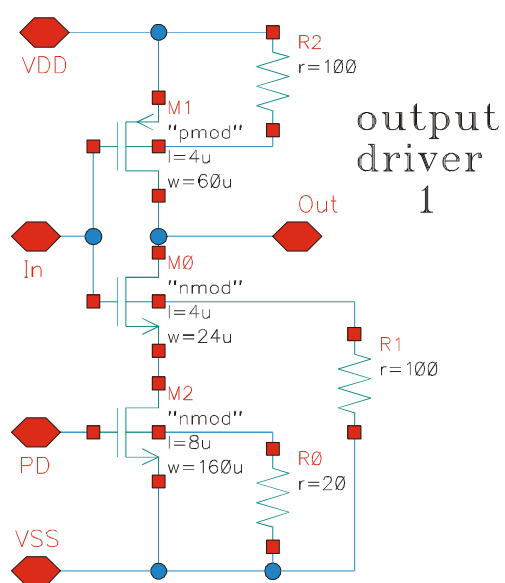 VDD
R2
r=100
M1
"pmod"
l=4u
w=60u
output
driver
1
Out
In
M0
"nmod"
l=4u
w=24u
R1
r=100
M2
"nmod"
l=8u
w=160u
PD
R0
r=20
VSS